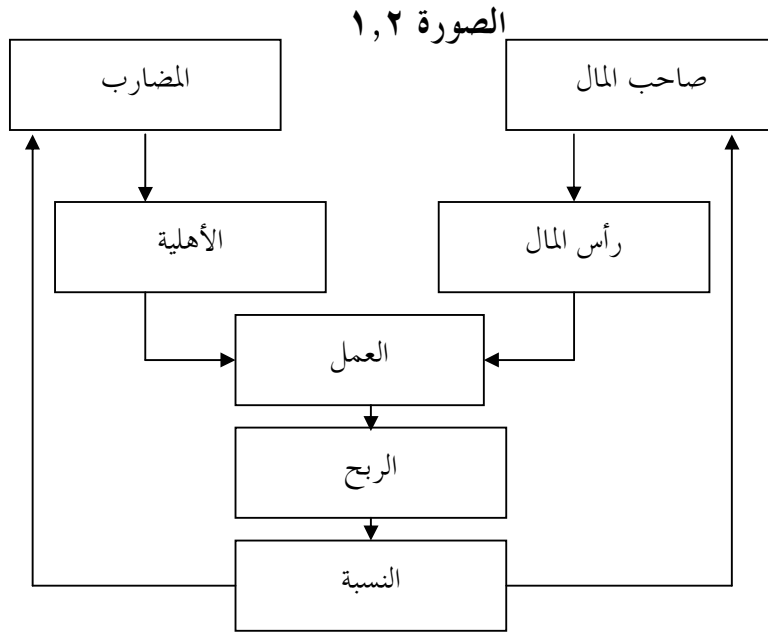 الصورة ١,٢
صاحب المال
المضارب
رأس المال
الأهلية
العمل
الربح
النسبة